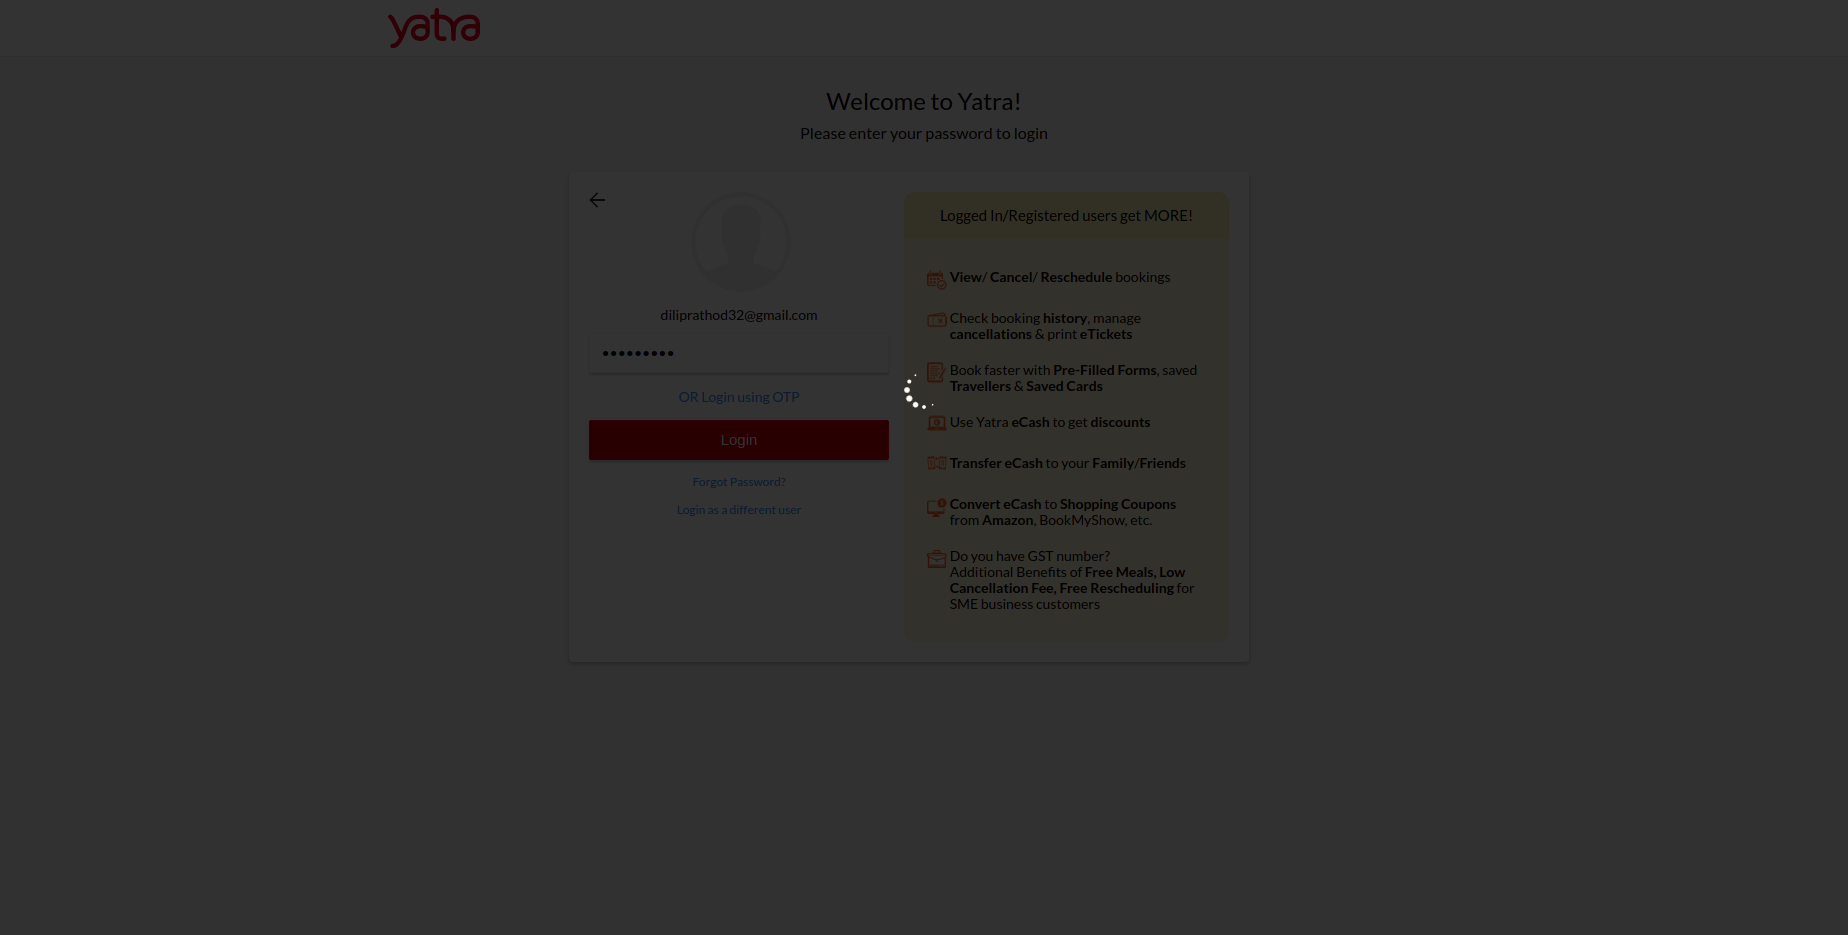 yatra
Welcome to Yatra!
Please enter your password to login
diliprathod32@gmail.com
•••••••••
OR Login using OTP
Login
Forgot Password?
Login as a different user
Logged In/Registered users get MORE!
View/ Cancel/ Reschedule bookings
Check booking history, manage
cancellations & print eTickets
Book faster with Pre-Filled Forms, saved
Travellers & Saved Cards
Use Yatra eCash to get discounts
Transfer eCash to your Family/Friends
Convert eCash to Shopping Coupons
from Amazon, BookMyShow, etc.
Do you have GST number?
Additional Benefits of Free Meals, Low
Cancellation Fee, Free Rescheduling for
SME business customers